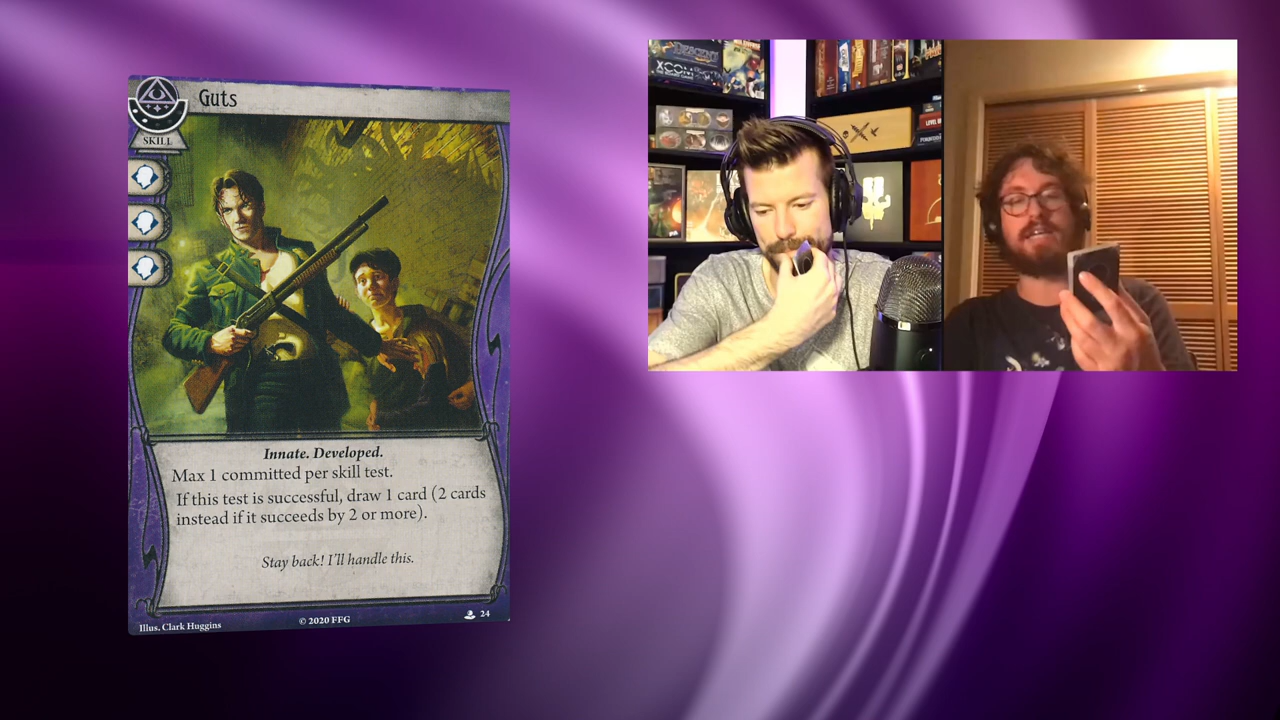 Guts
SKILL
Innate. Developed.
Max 1 committed per skill test.
If this test is successful, draw 1 card (2 cards
instead if it succeeds by 2 or more).
Stay back! I'll handle this.
Illus. Clark Huggins
© 2020 FFG
24
DESCENT
XCOM